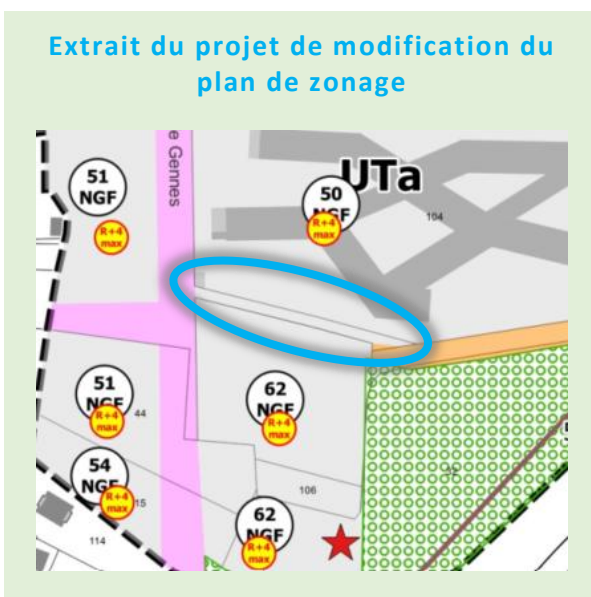 Extrait du projet de modification du
plan de zonage
e Gennes
51
NGF
R+4
max
UTa
50
NGF
R+4
max
104
51
NGF
R+4
max
44
62
NGF
R+4
max
54
NGF
R+4
max
15
114
106
62
NGF
R+4
max